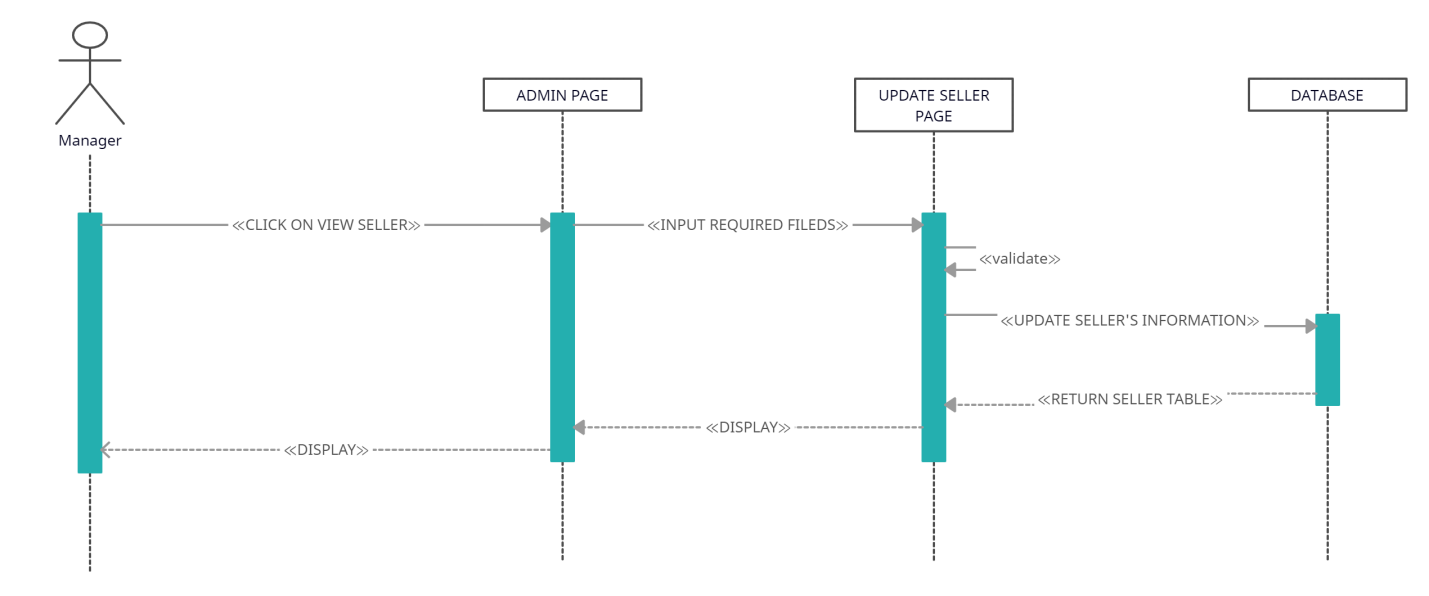 ADMIN PAGE
UPDATE SELLER
PAGE
DATABASE
Manager
≪CLICK ON VIEW SELLER≫
≪INPUT REQUIRED FILEDS≫
≪validate≫
≪UPDATE SELLER'S INFORMATION≫
≪RETURN SELLER TABLE≫
≪DISPLAY≫
≪DISPLAY≫